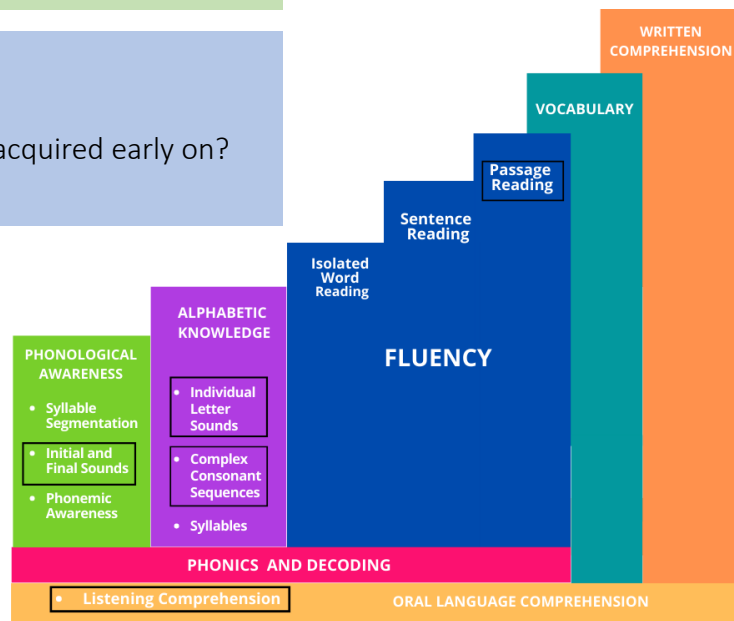 acquired early on?
WRITTEN
COMPREHENSION
VOCABULARY
Passage
Reading
Sentence
Reading
Isolated
Word
Reading
FLUENCY
ALPHABETIC
KNOWLEDGE
• Individual
Letter
Sounds
• Complex
Consonant
Sequences
• Syllables
PHONOLOGICAL
AWARENESS
• Syllable
Segmentation
• Initial and
Final Sounds
• Phonemic
Awareness
PHONICS AND DECODING
• Listening Comprehension
ORAL LANGUAGE COMPREHENSION